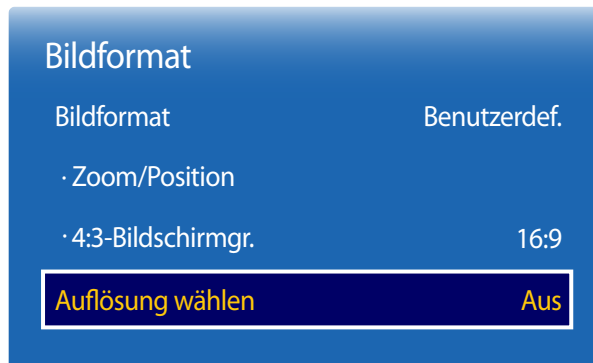 Bildformat
Bildformat Benutzerdef.
· Zoom/Position
· 4:3-Bildschirmgr. 16:9
Auflösung wählen Aus